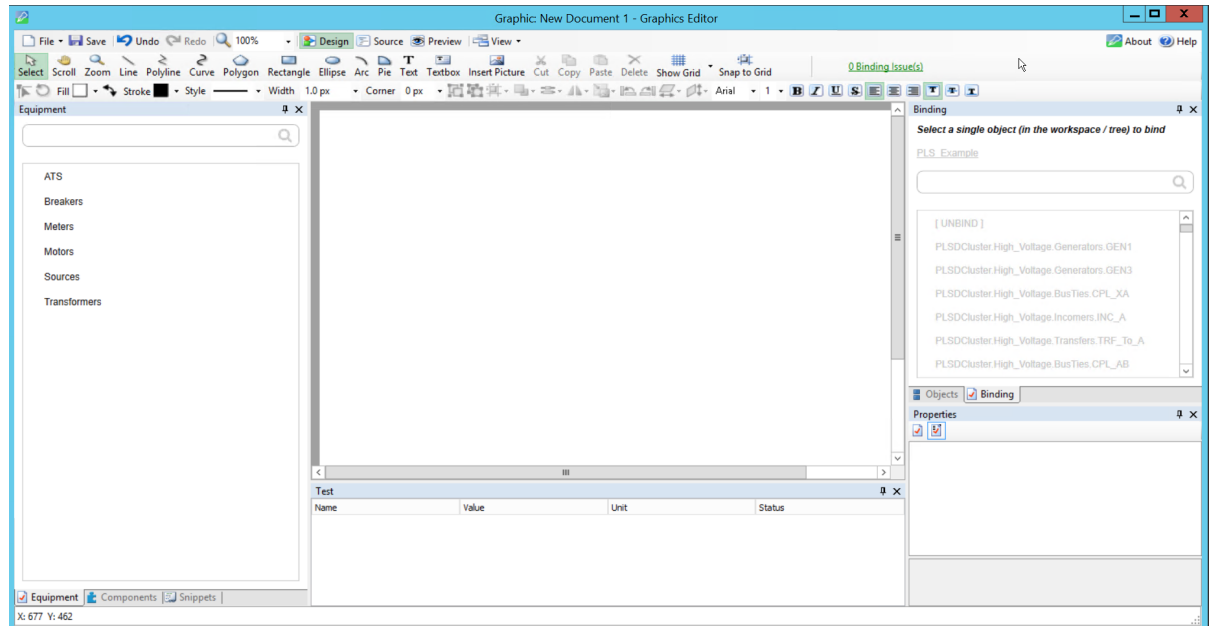 Graphic: New Document 1 - Graphics Editor
File Save Undo Redo 100% Design Source Preview View About Help
Select Scroll Zoom Line Polyline Curve Polygon Rectangle Ellipse Arc Pie Text Textbox Insert Picture Cut Copy Paste Delete Show Grid Snap to Grid 0 Binding Issue(s)
Fill Stroke Style Width 1.0 px Corner 0 px Arial 1 B I U S T T T
Equipment
ATS
Breakers
Meters
Motors
Sources
Transformers
Equipment Components Snippets
X: 677 Y: 462
Test
Name Value Unit Status
Binding
Select a single object (in the workspace / tree) to bind
PLS_Example
[ UNBIND ]
PLSDCluster.High_Voltage.Generators.GEN1
PLSDCluster.High_Voltage.Generators.GEN3
PLSDCluster.High_Voltage.BusTies.CPL_XA
PLSDCluster.High_Voltage.Incomers.INC_A
PLSDCluster.High_Voltage.Transfers.TRF_To_A
PLSDCluster.High_Voltage.BusTies.CPL_AB
Objects Binding
Properties